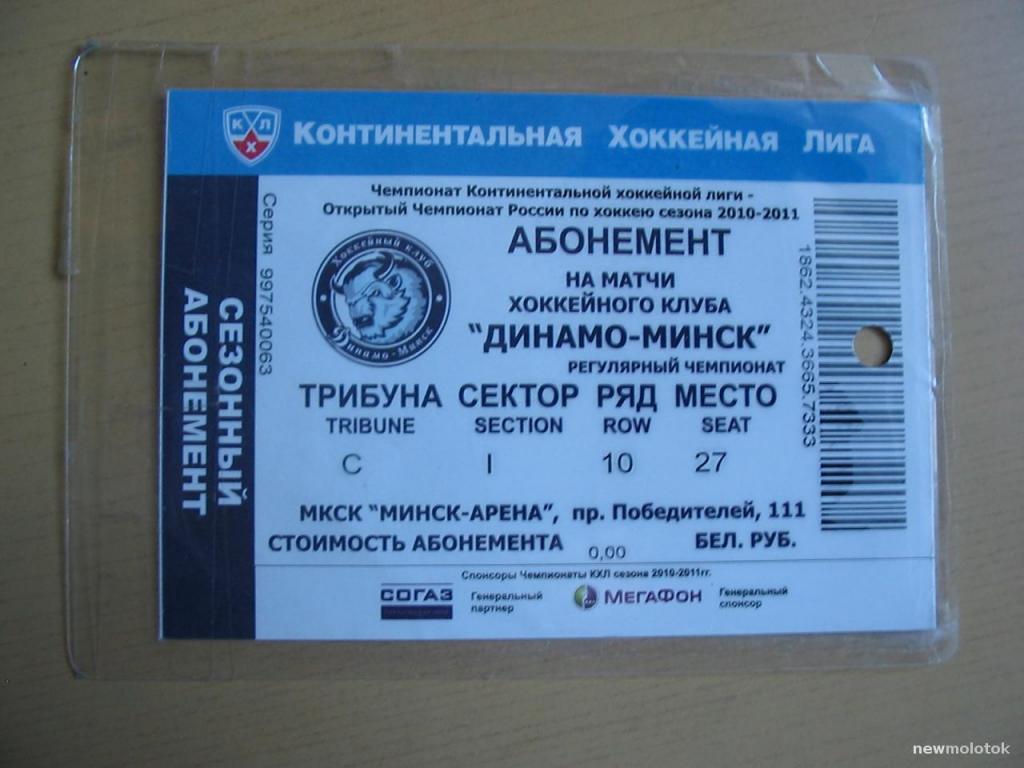 КХЛ
КОНТИНЕНТАЛЬНАЯ ХОККЕЙНАЯ ЛИГА
СЕЗОННЫЙ
АБОНЕМЕНТ
Серия 997540063
Чемпионат Континентальной хоккейной лиги -
Открытый Чемпионат России по хоккею сезона 2010-2011
Хоккейный клуб
Динамо-Минск
АБОНЕМЕНТ
НА МАТЧИ
ХОККЕЙНОГО КЛУБА
"ДИНАМО-МИНСК"
РЕГУЛЯРНЫЙ ЧЕМПИОНАТ
ТРИБУНА СЕКТОР РЯД МЕСТО
TRIBUNE SECTION ROW SEAT
C I 10 27
МКСК "МИНСК-АРЕНА", пр. Победителей, 111
СТОИМОСТЬ АБОНЕМЕНТА 0,00 БЕЛ. РУБ.
1862.4324.3665.7333
Спонсоры Чемпионаты КХЛ сезона 2010-2011гг.
СОГАЗ Генеральный партнер МЕГАФОН Генеральный спонсор
newmolotok